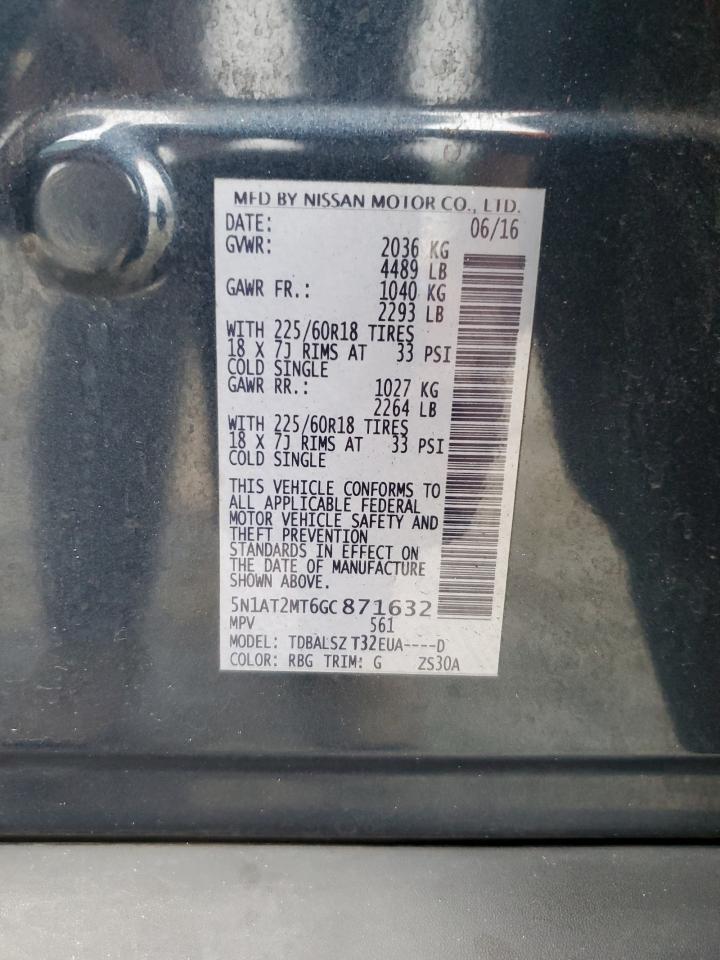 MFD BY NISSAN MOTOR CO., LTD.
DATE: 06/16
GVWR: 2036 KG
4489 LB
GAWR FR.: 1040 KG
2293 LB
WITH 225/60R18 TIRES
18 X 7J RIMS AT 33 PSI
COLD SINGLE
GAWR RR.: 1027 KG
2264 LB
WITH 225/60R18 TIRES
18 X 7J RIMS AT 33 PSI
COLD SINGLE
THIS VEHICLE CONFORMS TO
ALL APPLICABLE FEDERAL
MOTOR VEHICLE SAFETY AND
THEFT PREVENTION
STANDARDS IN EFFECT ON
THE DATE OF MANUFACTURE
SHOWN ABOVE.
5N1AT2MT6GC871632
MPV 561
MODEL: TDBALSZ T32EUA----D
COLOR: RBG TRIM: G ZS30A